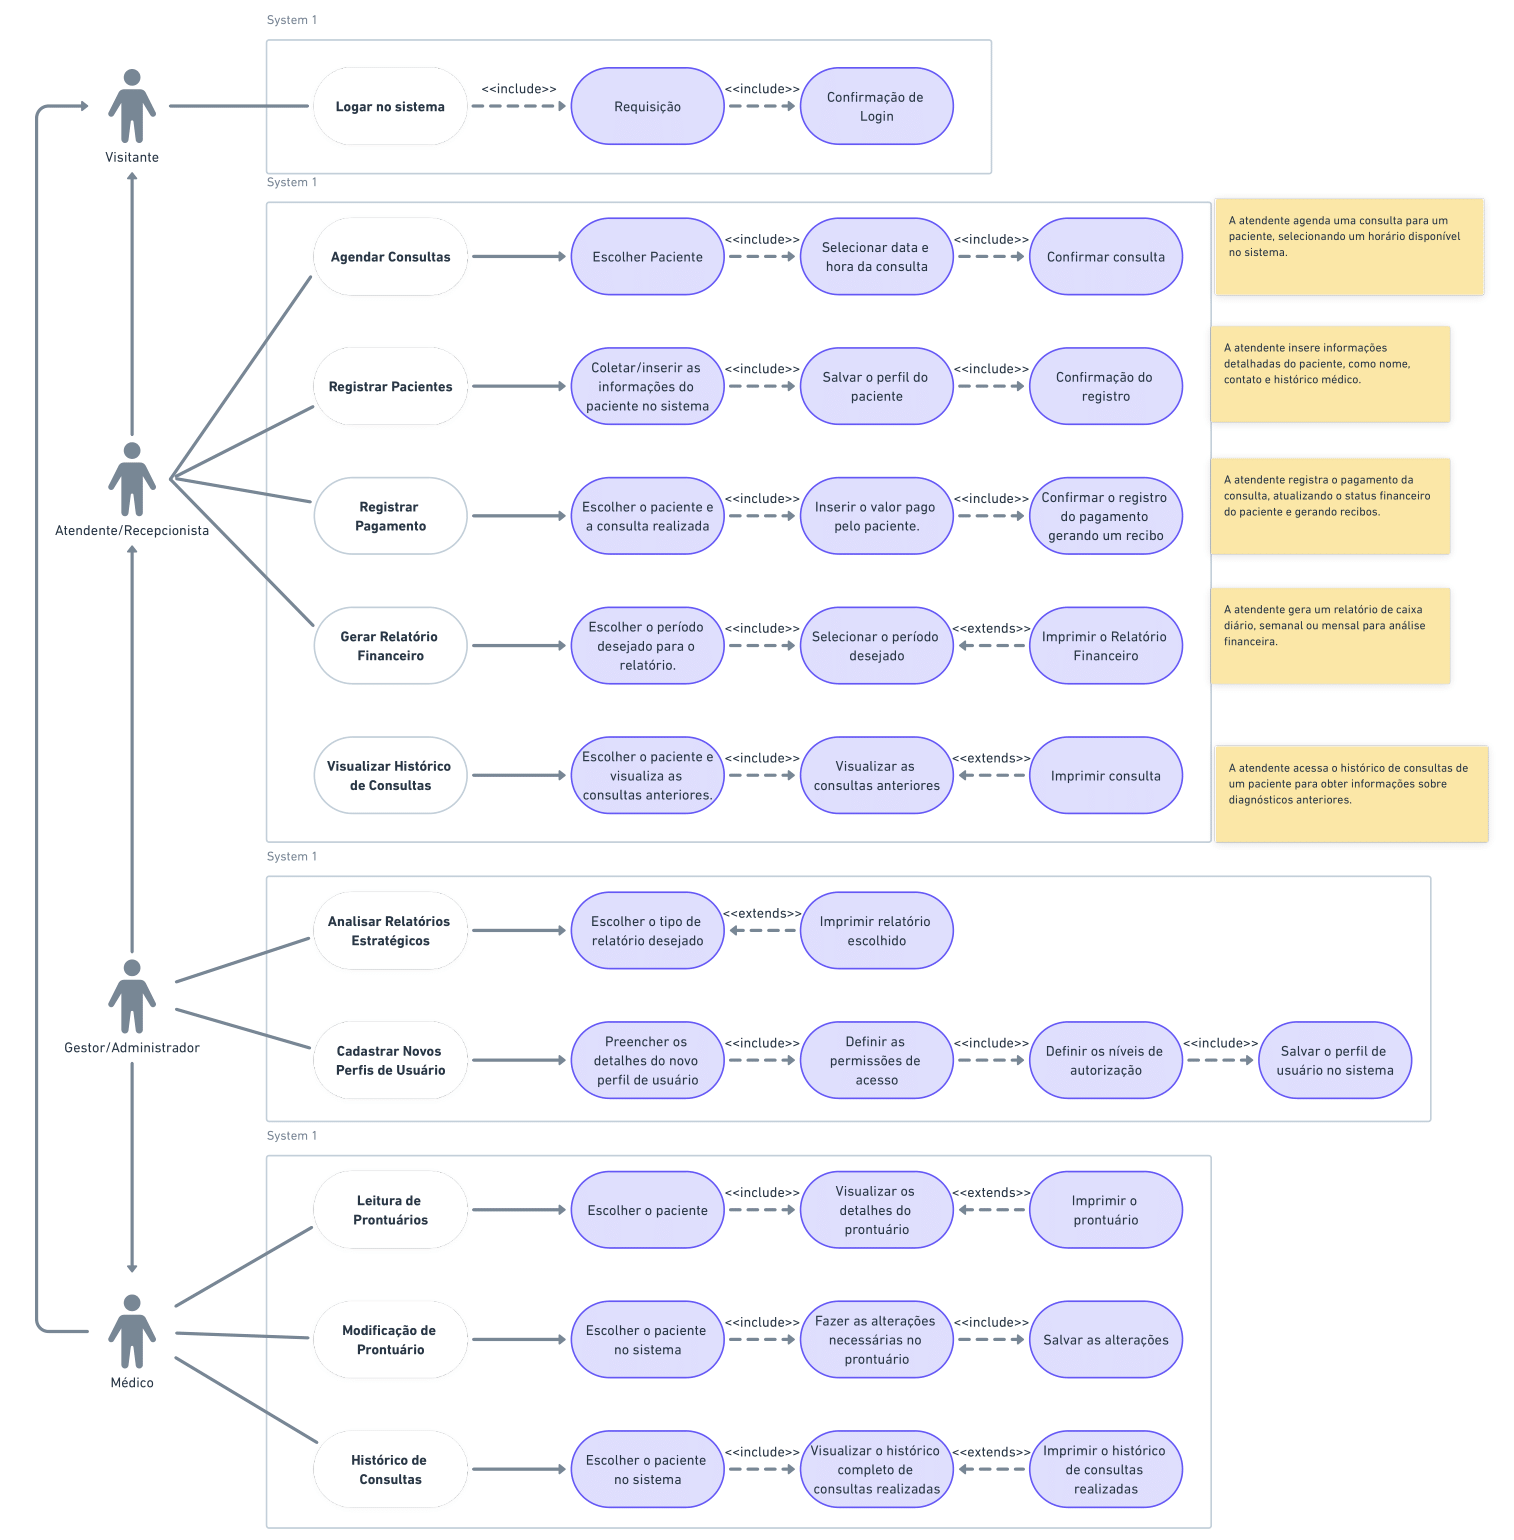 System 1
Visitante
Logar no sistema
<<include>>
Requisição
<<include>>
Confirmação de
Login
System 1
Atendente/Recepcionista
Agendar Consultas
Escolher Paciente
<<include>>
Selecionar data e
hora da consulta
<<include>>
Confirmar consulta
A atendente agenda uma consulta para um
paciente, selecionando um horário disponível
no sistema.
Registrar Pacientes
Coletar/inserir as
informações do
paciente no sistema
<<include>>
Salvar o perfil do
paciente
<<include>>
Confirmação do
registro
A atendente insere informações
detalhadas do paciente, como nome,
contato e histórico médico.
Registrar
Pagamento
Escolher o paciente e
a consulta realizada
<<include>>
Inserir o valor pago
pelo paciente.
<<include>>
Confirmar o registro
do pagamento
gerando um recibo
A atendente registra o pagamento da
consulta, atualizando o status financeiro
do paciente e gerando recibos.
Gerar Relatório
Financeiro
Escolher o período
desejado para o
relatório.
<<include>>
Selecionar o período
desejado
<<extends>>
Imprimir o Relatório
Financeiro
A atendente gera um relatório de caixa
diário, semanal ou mensal para análise
financeira.
Visualizar Histórico
de Consultas
Escolher o paciente e
visualiza as
consultas anteriores.
<<include>>
Visualizar as
consultas anteriores
<<extends>>
Imprimir consulta
A atendente acessa o histórico de consultas de
um paciente para obter informações sobre
diagnósticos anteriores.
System 1
Gestor/Administrador
Analisar Relatórios
Estratégicos
Escolher o tipo de
relatório desejado
<<extends>>
Imprimir relatório
escolhido
Cadastrar Novos
Perfis de Usuário
Preencher os
detalhes do novo
perfil de usuário
<<include>>
Definir as
permissões de
acesso
<<include>>
Definir os níveis de
autorização
<<include>>
Salvar o perfil de
usuário no sistema
System 1
Médico
Leitura de
Prontuários
Escolher o paciente
<<include>>
Visualizar os
detalhes do
prontuário
<<extends>>
Imprimir o
prontuário
Modificação de
Prontuário
Escolher o paciente
no sistema
<<include>>
Fazer as alterações
necessárias no
prontuário
<<include>>
Salvar as alterações
Histórico de
Consultas
Escolher o paciente
no sistema
<<include>>
Visualizar o histórico
completo de
consultas realizadas
<<extends>>
Imprimir o histórico
de consultas
realizadas